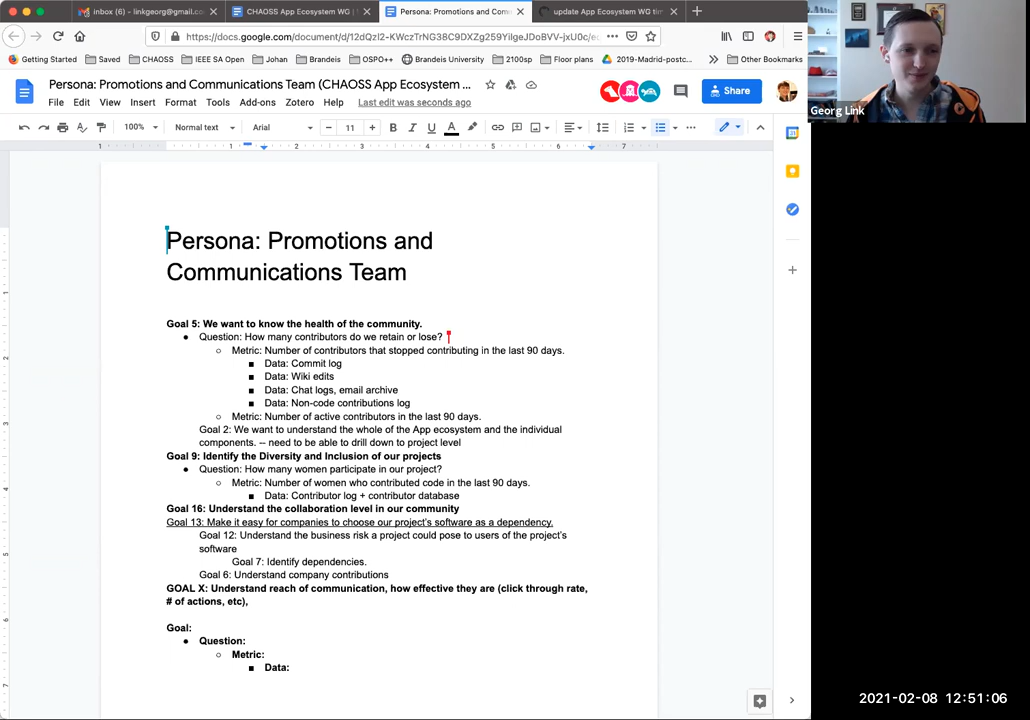 inbox (6) - linkgeorg@gmail.co
CHAOSS App Ecosystem WG |
Persona: Promotions and Com
update App Ecosystem WG tim
https://docs.google.com/document/d/12dQzI2-KWczTrNG38C9DXZg259YilgeJDoBVV-jxU0c/e
Getting Started
Saved
CHAOSS
IEEE SA Open
Johan
Brandeis
OSPO++
Brandeis University
2100sp
Floor plans
2019-Madrid-postc...
Other Bookmarks
Persona: Promotions and Communications Team (CHAOSS App Ecosystem ...
File Edit View Insert Format Tools Add-ons Zotero Help Last edit was seconds ago
Share
Georg Link
100% Normal text Arial 11 B I U A
1 1 2 3 4 5 6 7
Persona: Promotions and
Communications Team
Goal 5: We want to know the health of the community.
● Question: How many contributors do we retain or lose?
○ Metric: Number of contributors that stopped contributing in the last 90 days.
■ Data: Commit log
■ Data: Wiki edits
■ Data: Chat logs, email archive
■ Data: Non-code contributions log
○ Metric: Number of active contributors in the last 90 days.
Goal 2: We want to understand the whole of the App ecosystem and the individual
components. -- need to be able to drill down to project level
Goal 9: Identify the Diversity and Inclusion of our projects
● Question: How many women participate in our project?
○ Metric: Number of women who contributed code in the last 90 days.
■ Data: Contributor log + contributor database
Goal 16: Understand the collaboration level in our community
Goal 13: Make it easy for companies to choose our project's software as a dependency.
Goal 12: Understand the business risk a project could pose to users of the project's
software
Goal 7: Identify dependencies.
Goal 6: Understand company contributions
GOAL X: Understand reach of communication, how effective they are (click through rate,
# of actions, etc),
Goal:
● Question:
○ Metric:
■ Data:
2021-02-08 12:51:06